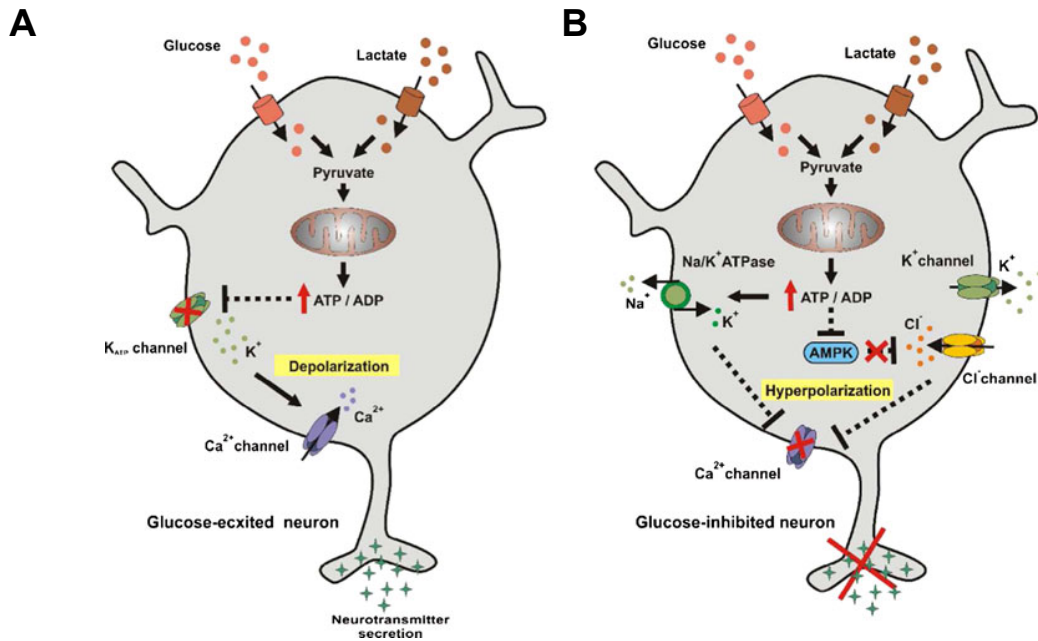 A
Glucose
Lactate
Pyruvate
ATP / ADP
K channel
K⁺
Depolarization
Ca²⁺
Ca²⁺ channel
Glucose-ecxited neuron
Neurotransmitter
secretion
B
Glucose
Lactate
Pyruvate
Na/K⁺ATPase
K⁺channel
K⁺
Na⁺
K⁺
ATP / ADP
Cl⁻
AMPK
Cl⁻channel
Hyperpolarization
Ca²⁺channel
Glucose-inhibited neuron